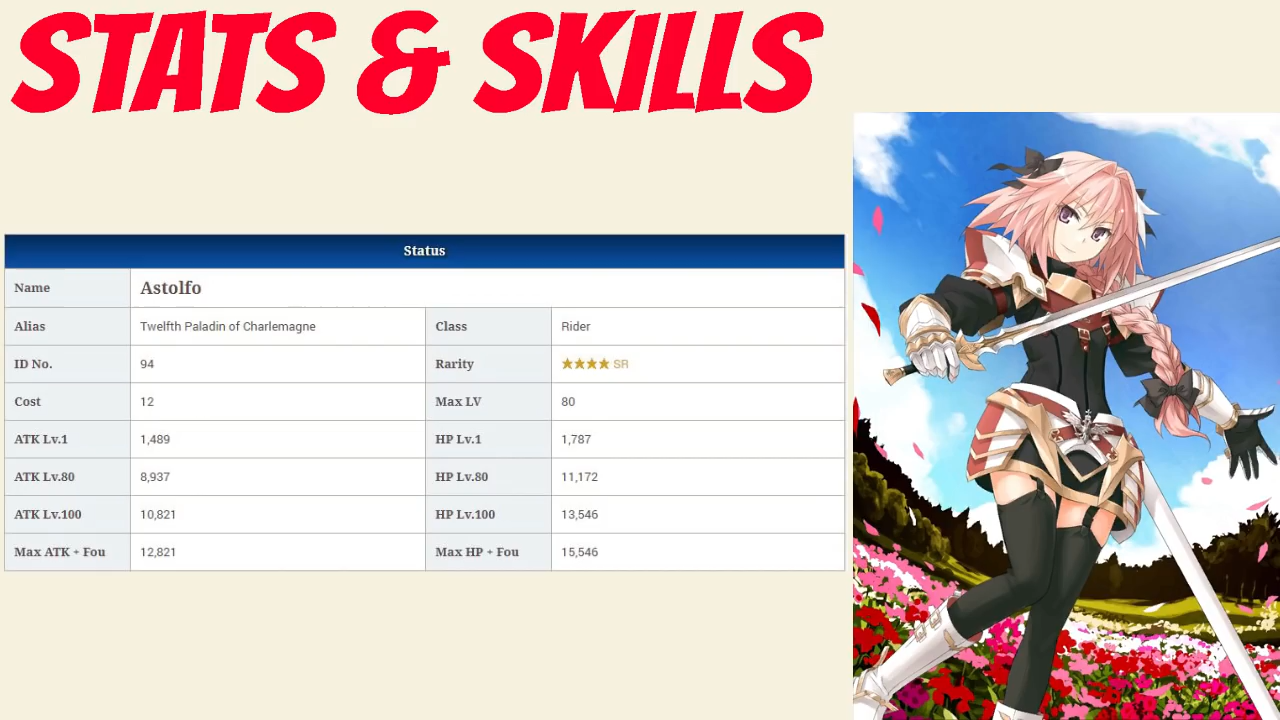 STATS & SKILLS
Status
Name Astolfo
Alias Twelfth Paladin of Charlemagne Class Rider
ID No. 94 Rarity ★★★★ SR
Cost 12 Max LV 80
ATK Lv.1 1,489 HP Lv.1 1,787
ATK Lv.80 8,937 HP Lv.80 11,172
ATK Lv.100 10,821 HP Lv.100 13,546
Max ATK + Fou 12,821 Max HP + Fou 15,546